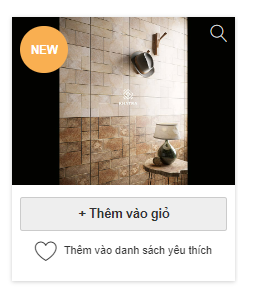 NEW
+ Thêm vào giỏ
Thêm vào danh sách yêu thích